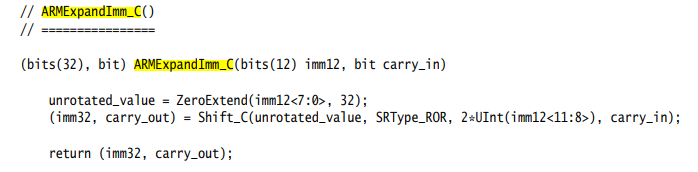 // ARMExpandImm_C()
// ================
(bits(32), bit) ARMExpandImm_C(bits(12) imm12, bit carry_in)
unrotated_value = ZeroExtend(imm12<7:0>, 32);
(imm32, carry_out) = Shift_C(unrotated_value, SRType_ROR, 2*UInt(imm12<11:8>), carry_in);
return (imm32, carry_out);